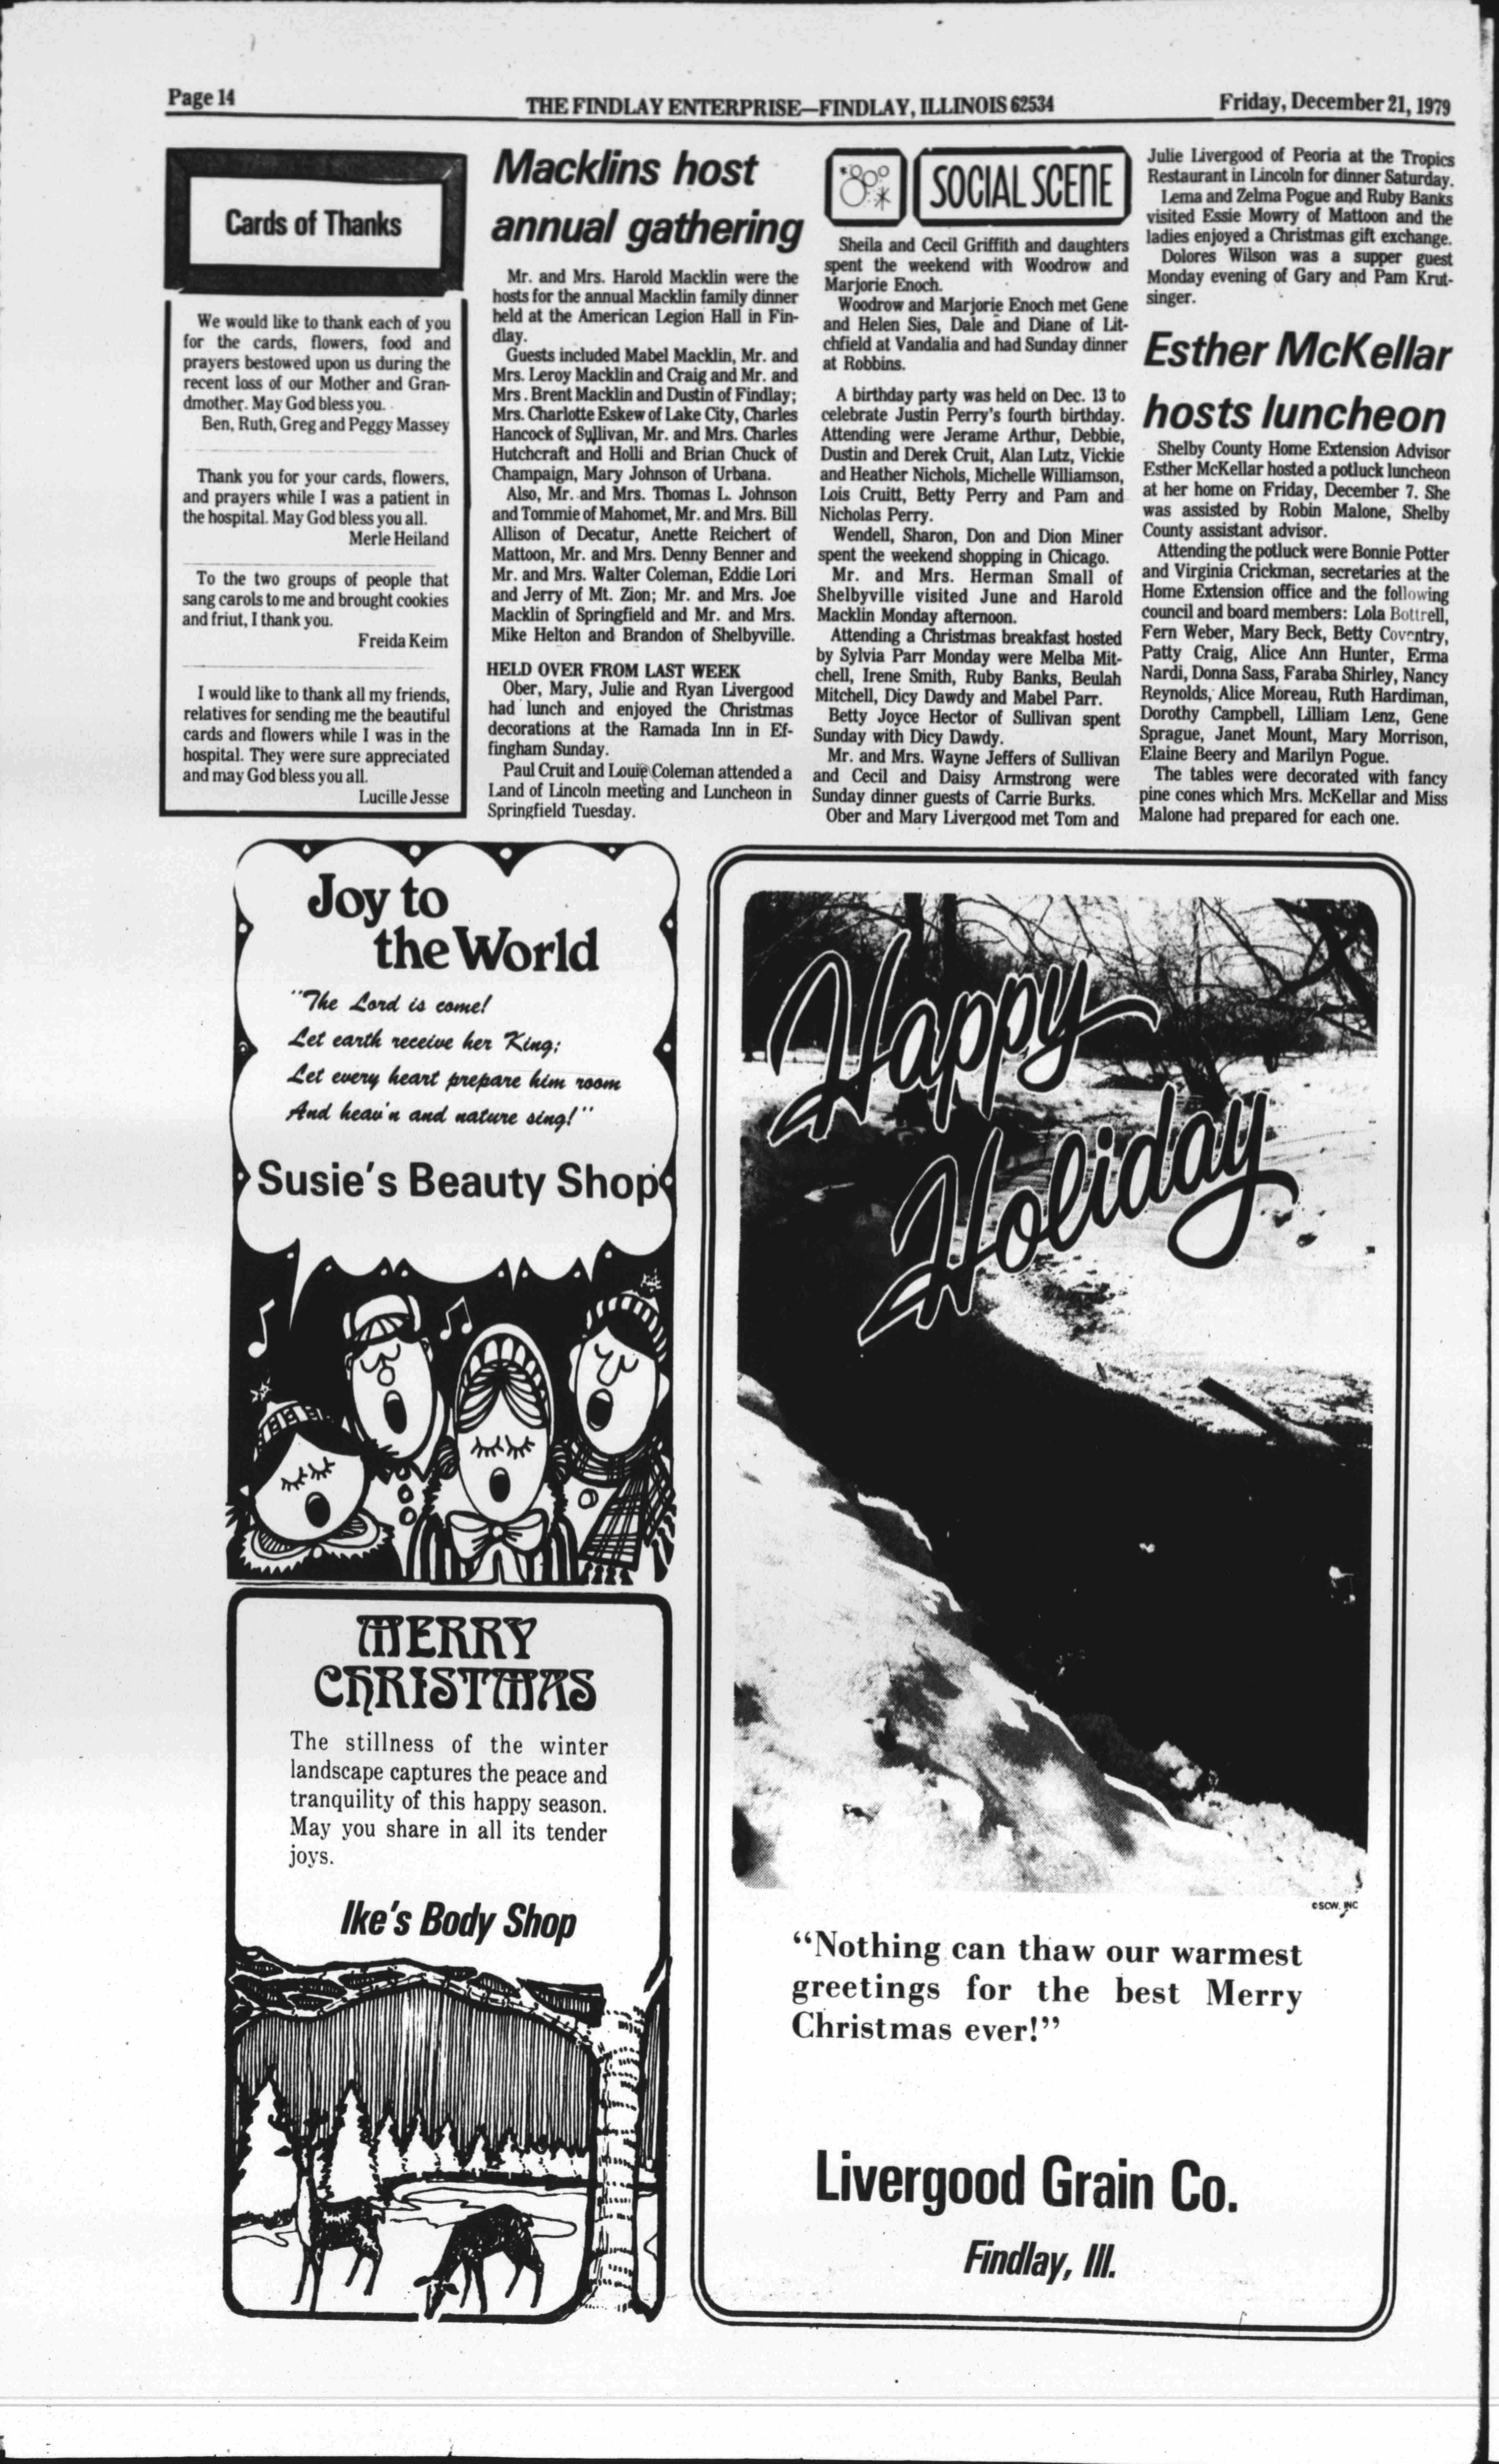 Page 14
THE FINDLAY ENTERPRISE—FINDLAY, ILLINOIS 62534
Friday, December 21, 1979
Cards of Thanks
We would like to thank each of you
for the cards, flowers, food and
prayers bestowed upon us during the
recent loss of our Mother and Gran-
dmother. May God bless you.
Ben, Ruth, Greg and Peggy Massey
Thank you for your cards, flowers,
and prayers while I was a patient in
the hospital. May God bless you all.
Merle Heiland
To the two groups of people that
sang carols to me and brought cookies
and friut, I thank you.
Freida Keim
I would like to thank all my friends,
relatives for sending me the beautiful
cards and flowers while I was in the
hospital. They were sure appreciated
and may God bless you all.
Lucille Jesse
Macklins host
annual gathering
Mr. and Mrs. Harold Macklin were the
hosts for the annual Macklin family dinner
held at the American Legion Hall in Fin-
dlay.
Guests included Mabel Macklin, Mr. and
Mrs. Leroy Macklin and Craig and Mr. and
Mrs. Brent Macklin and Dustin of Findlay;
Mrs. Charlotte Eskew of Lake City, Charles
Hancock of Sullivan, Mr. and Mrs. Charles
Hutchcraft and Holli and Brian Chuck of
Champaign, Mary Johnson of Urbana.
Also, Mr. and Mrs. Thomas L. Johnson
and Tommie of Mahomet, Mr. and Mrs. Bill
Allison of Decatur, Anette Reichert of
Mattoon, Mr. and Mrs. Denny Benner and
Mr. and Mrs. Walter Coleman, Eddie Lori
and Jerry of Mt. Zion; Mr. and Mrs. Joe
Macklin of Springfield and Mr. and Mrs.
Mike Helton and Brandon of Shelbyville.
HELD OVER FROM LAST WEEK
Ober, Mary, Julie and Ryan Livergood
had lunch and enjoyed the Christmas
decorations at the Ramada Inn in Ef-
fingham Sunday.
Paul Cruit and Louie Coleman attended a
Land of Lincoln meeting and Luncheon in
Springfield Tuesday.
SOCIAL SCENE
Sheila and Cecil Griffith and daughters
spent the weekend with Woodrow and
Marjorie Enoch.
Woodrow and Marjorie Enoch met Gene
and Helen Sies, Dale and Diane of Lit-
chfield at Vandalia and had Sunday dinner
at Robbins.
A birthday party was held on Dec. 13 to
celebrate Justin Perry's fourth birthday.
Attending were Jerame Arthur, Debbie,
Dustin and Derek Cruit, Alan Lutz, Vickie
and Heather Nichols, Michelle Williamson,
Lois Cruitt, Betty Perry and Pam and
Nicholas Perry.
Wendell, Sharon, Don and Dion Miner
spent the weekend shopping in Chicago.
Mr. and Mrs. Herman Small of
Shelbyville visited June and Harold
Macklin Monday afternoon.
Attending a Christmas breakfast hosted
by Sylvia Parr Monday were Melba Mit-
chell, Irene Smith, Ruby Banks, Beulah
Mitchell, Dicy Dawdy and Mabel Parr.
Betty Joyce Hector of Sullivan spent
Sunday with Dicy Dawdy.
Mr. and Mrs. Wayne Jeffers of Sullivan
and Cecil and Daisy Armstrong were
Sunday dinner guests of Carrie Burks.
Ober and Mary Livergood met Tom and
Julie Livergood of Peoria at the Tropics
Restaurant in Lincoln for dinner Saturday.
Lema and Zelma Pogue and Ruby Banks
visited Essie Mowry of Mattoon and the
ladies enjoyed a Christmas gift exchange.
Dolores Wilson was a supper guest
Monday evening of Gary and Pam Krut-
singer.
Esther McKellar
hosts luncheon
Shelby County Home Extension Advisor
Esther McKellar hosted a potluck luncheon
at her home on Friday, December 7. She
was assisted by Robin Malone, Shelby
County assistant advisor.
Attending the potluck were Bonnie Potter
and Virginia Crickman, secretaries at the
Home Extension office and the following
council and board members: Lola Bottrell,
Fern Weber, Mary Beck, Betty Coventry,
Patty Craig, Alice Ann Hunter, Erma
Nardi, Donna Sass, Faraba Shirley, Nancy
Reynolds, Alice Moreau, Ruth Hardiman,
Dorothy Campbell, Lilliam Lenz, Gene
Sprague, Janet Mount, Mary Morrison,
Elaine Beery and Marilyn Pogue.
The tables were decorated with fancy
pine cones which Mrs. McKellar and Miss
Malone had prepared for each one.
Joy to
the World
"The Lord is come!
Let earth receive her King;
Let every heart prepare him room
And heav'n and nature sing!"
Susie's Beauty Shop
MERRY
CHRISTMAS
The stillness of the winter
landscape captures the peace and
tranquility of this happy season.
May you share in all its tender
joys.
Ike's Body Shop
Happy
Holiday
©SCW, INC
"Nothing can thaw our warmest
greetings for the best Merry
Christmas ever!"
Livergood Grain Co.
Findlay, Ill.